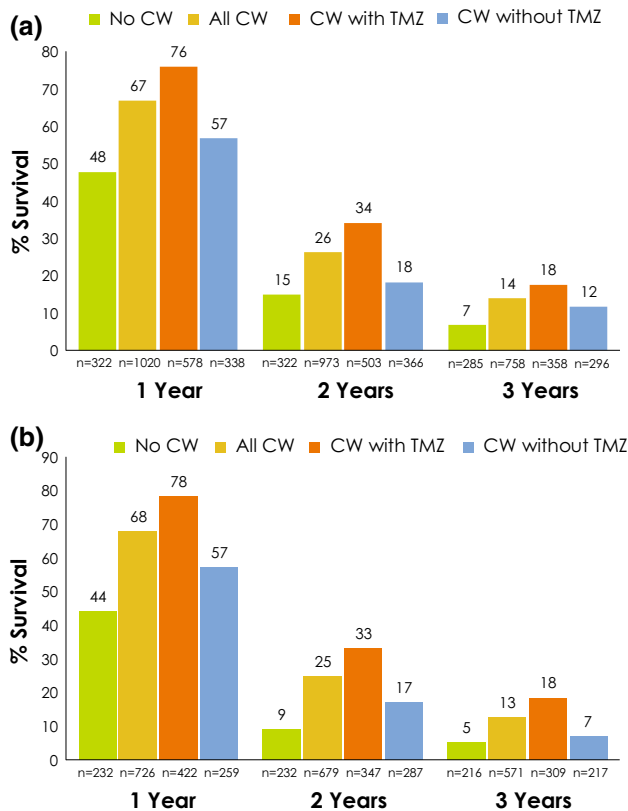 (a)
No CW All CW CW with TMZ CW without TMZ
% Survival
80
70
60
50
40
30
20
10
0
48 67 76 57
15 26 34 18
7 14 18 12
n=322 n=1020 n=578 n=338 n=322 n=973 n=503 n=366 n=285 n=758 n=358 n=296
1 Year 2 Years 3 Years
(b)
No CW All CW CW with TMZ CW without TMZ
% Survival
90
80
70
60
50
40
30
20
10
0
44 68 78 57
9 25 33 17
5 13 18 7
n=232 n=726 n=422 n=259 n=232 n=679 n=347 n=287 n=216 n=571 n=309 n=217
1 Year 2 Years 3 Years